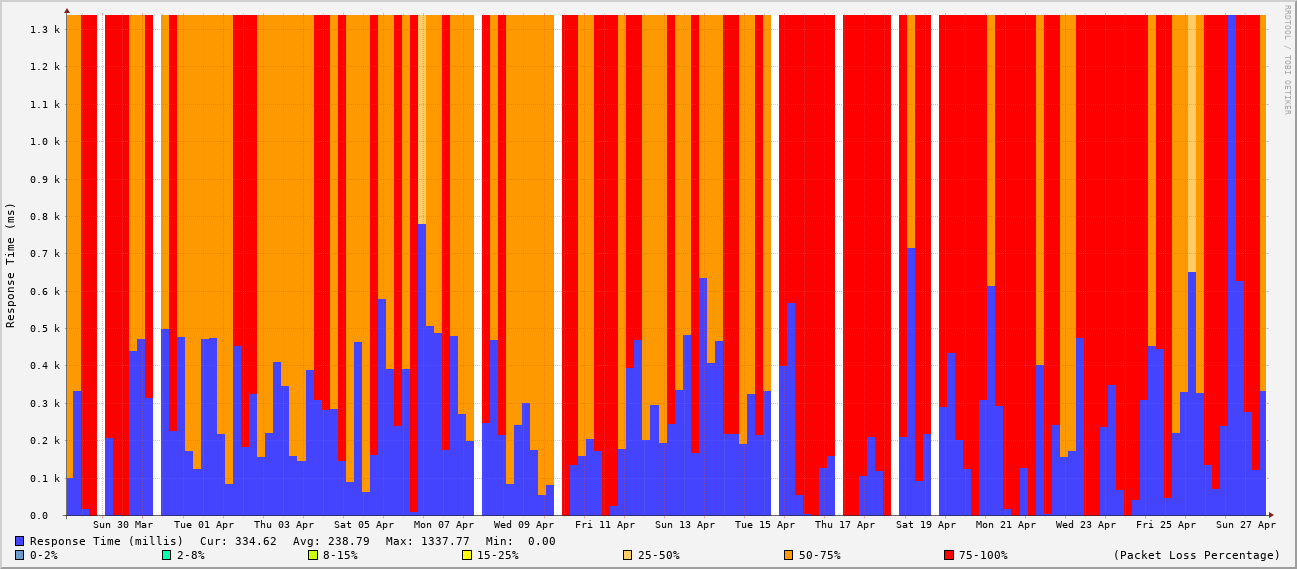 RRDTOOL / TOBI OETIKER
Response Time (ms)
1.3 k
1.2 k
1.1 k
1.0 k
0.9 k
0.8 k
0.7 k
0.6 k
0.5 k
0.4 k
0.3 k
0.2 k
0.1 k
0.0
Sun 30 Mar Tue 01 Apr Thu 03 Apr Sat 05 Apr Mon 07 Apr Wed 09 Apr Fri 11 Apr Sun 13 Apr Tue 15 Apr Thu 17 Apr Sat 19 Apr Mon 21 Apr Wed 23 Apr Fri 25 Apr Sun 27 Apr
Response Time (millis) Cur: 334.62 Avg: 238.79 Max: 1337.77 Min: 0.00
0-2% 2-8% 8-15% 15-25% 25-50% 50-75% 75-100% (Packet Loss Percentage)